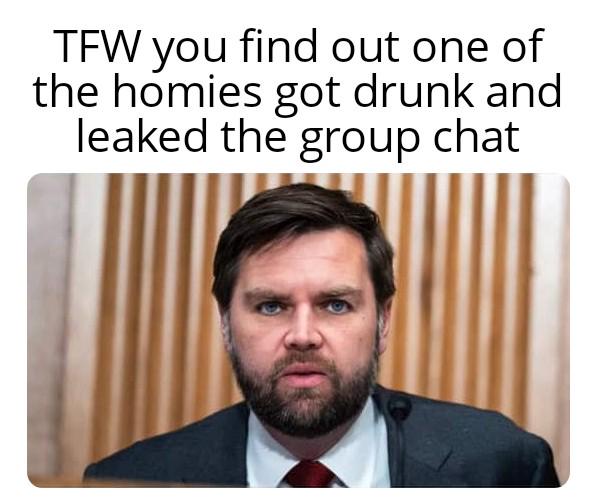 TFW you find out one of
the homies got drunk and
leaked the group chat